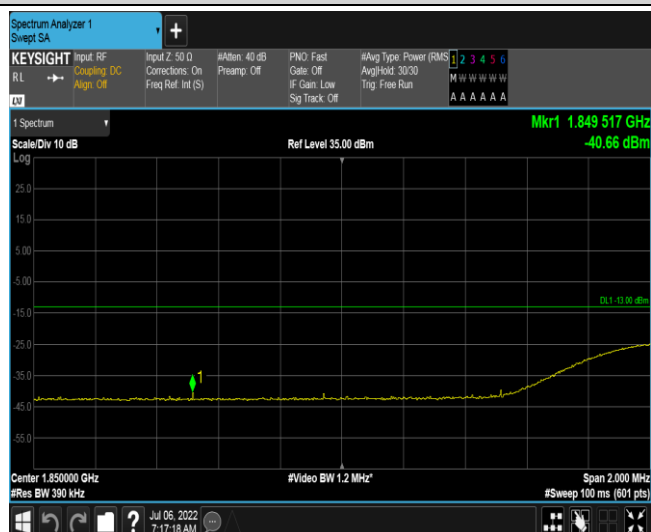 Spectrum Analyzer 1
Swept SA
+
KEYSIGHT Input: RF Input Z: 50 Ω #Atten: 40 dB PNO: Fast #Avg Type: Power (RMS 1 2 3 4 5 6
R L Coupling: DC Corrections: On Preamp: Off Gate: Off Avg|Hold: 30/30 M W W W W W
Align: Off Freq Ref: Int (S) IF Gain: Low Trig: Free Run
LXI Sig Track: Off A A A A A A
1 Spectrum Mkr1 1.849 517 GHz
Scale/Div 10 dB Ref Level 35.00 dBm -40.66 dBm
Log
25.0
15.0
5.00
-5.00
DL1 -13.00 dBm
-15.0
-25.0
-35.0
1
-45.0
-55.0
Center 1.850000 GHz #Video BW 1.2 MHz* Span 2.000 MHz
#Res BW 390 kHz #Sweep 100 ms (601 pts)
? Jul 06, 2022
7:17:18 AM